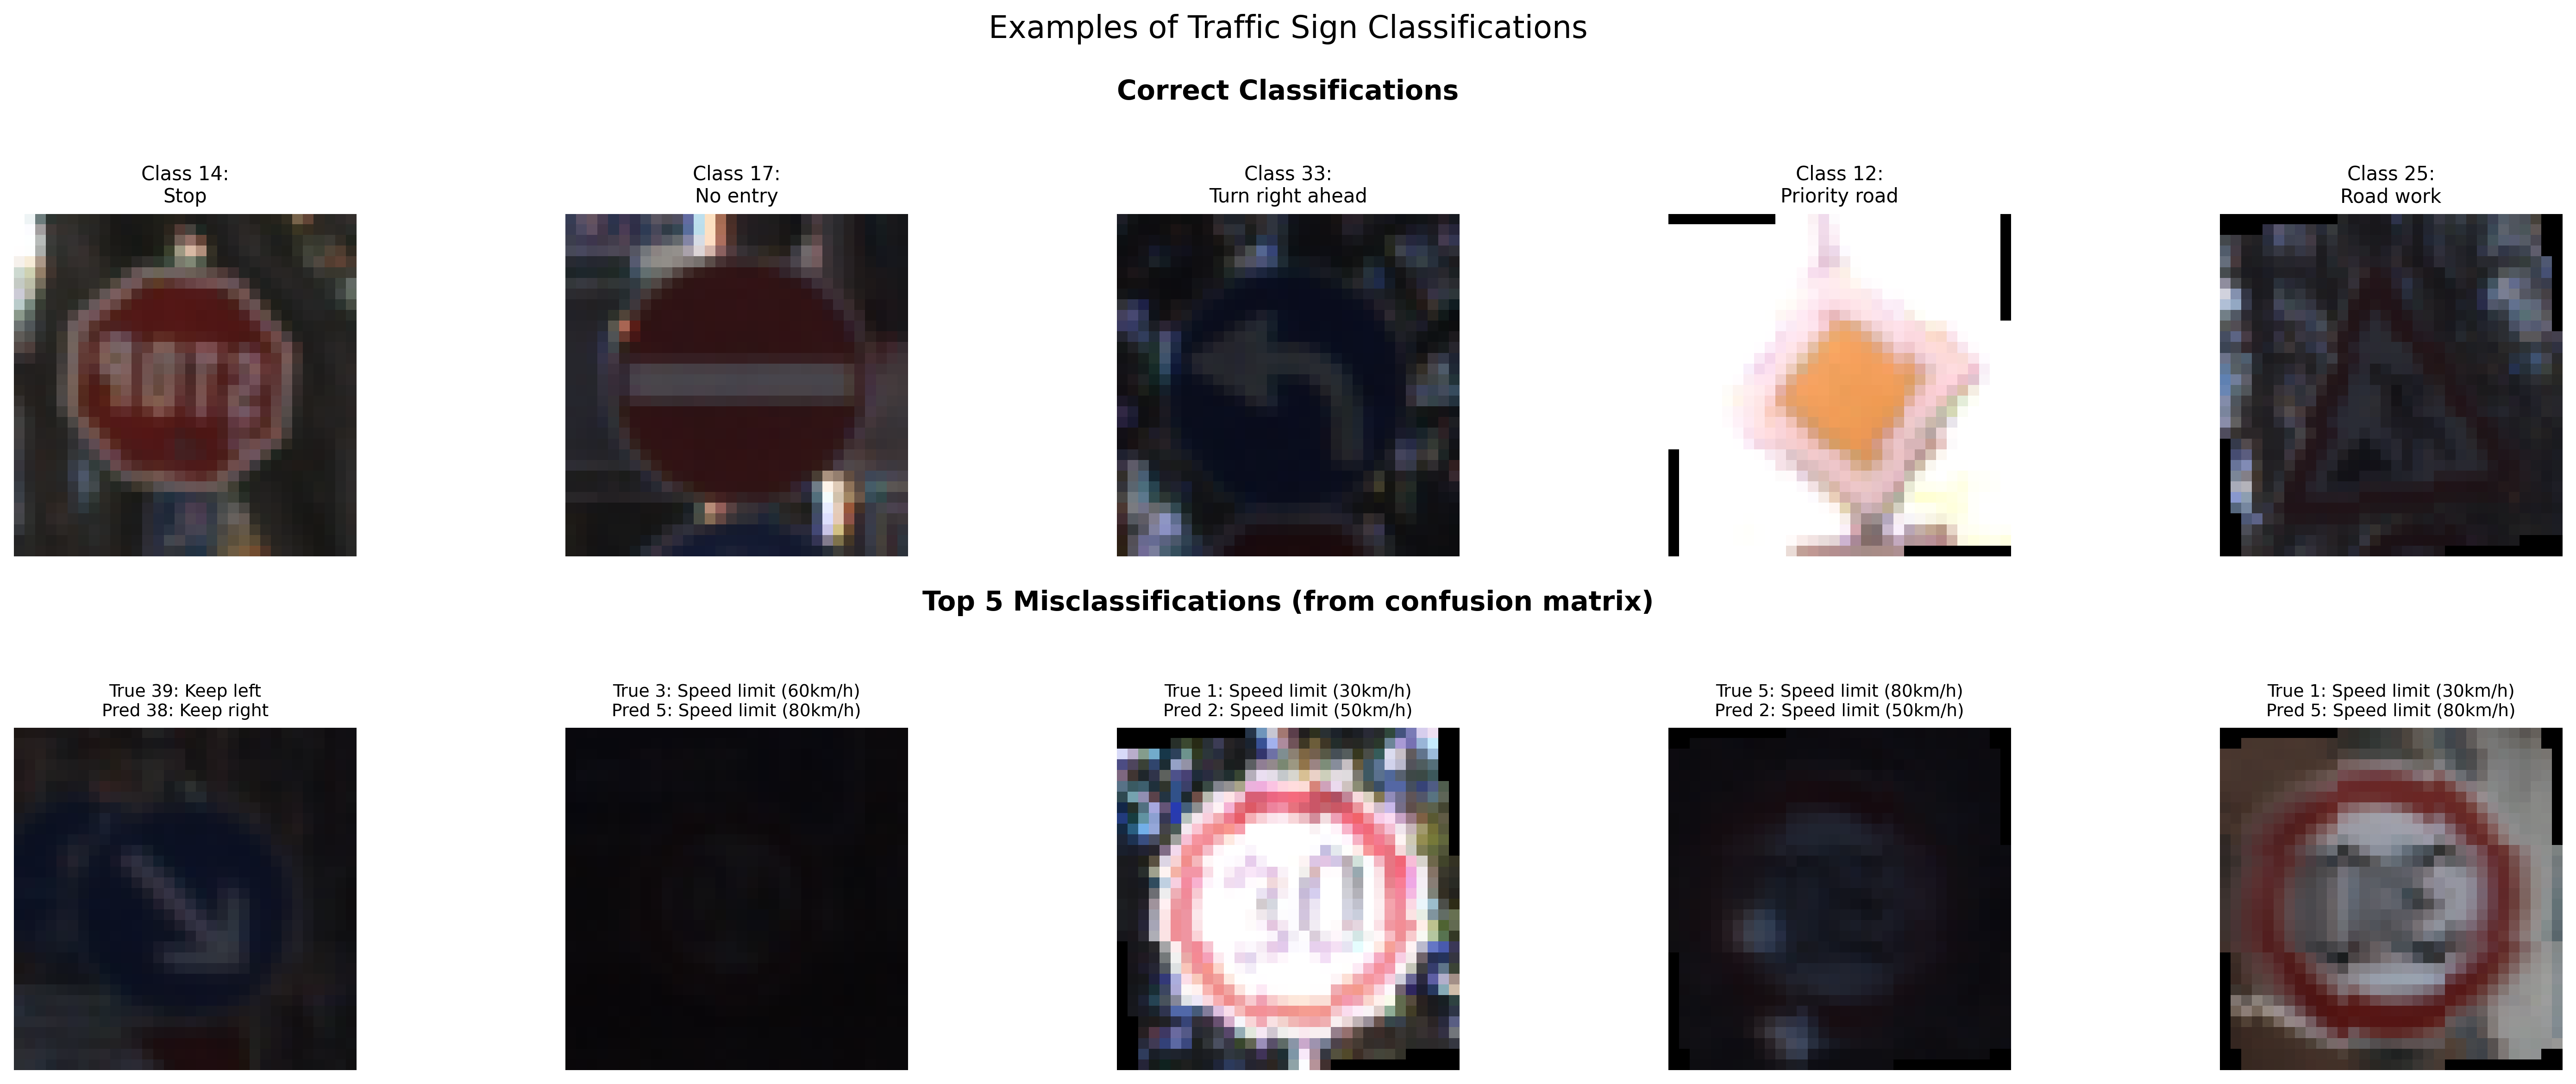 Examples of Traffic Sign Classifications
Correct Classifications
Class 14:
Stop
Class 17:
No entry
Class 33:
Turn right ahead
Class 12:
Priority road
Class 25:
Road work
STOP
Top 5 Misclassifications (from confusion matrix)
True 39: Keep left
Pred 38: Keep right
True 3: Speed limit (60km/h)
Pred 5: Speed limit (80km/h)
True 1: Speed limit (30km/h)
Pred 2: Speed limit (50km/h)
True 5: Speed limit (80km/h)
Pred 2: Speed limit (50km/h)
True 1: Speed limit (30km/h)
Pred 5: Speed limit (80km/h)
30